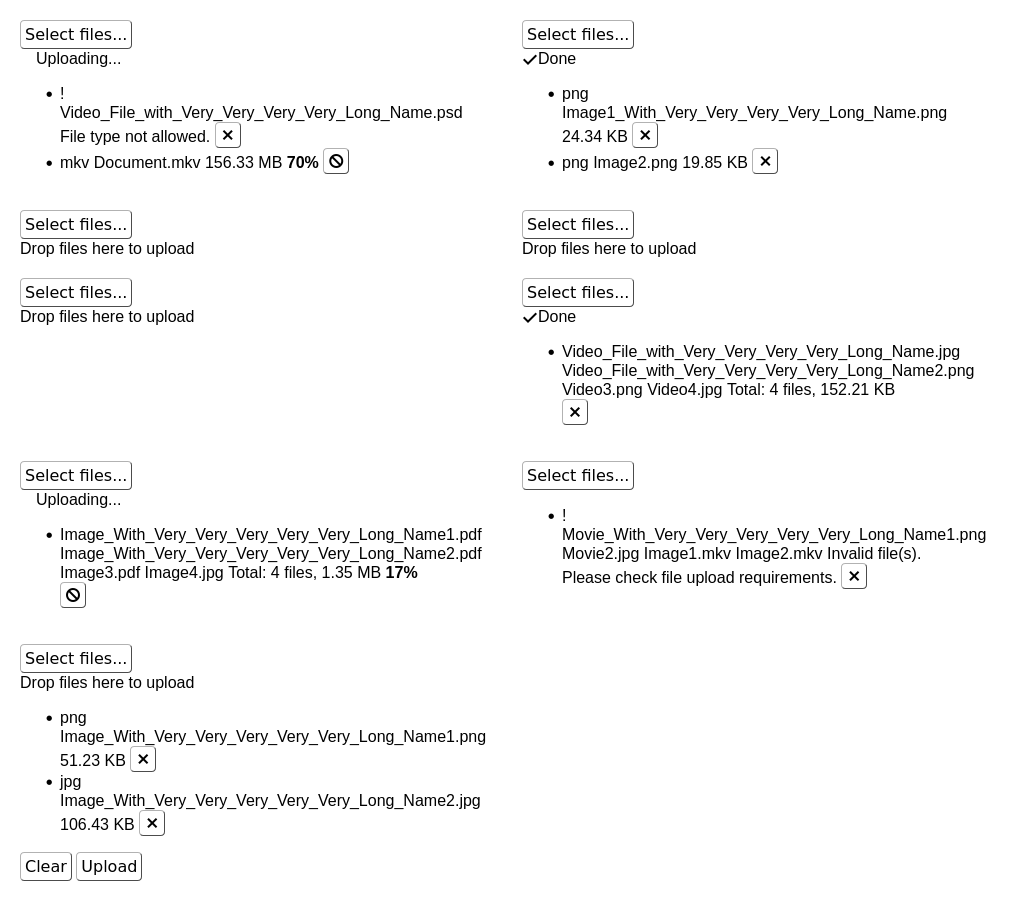 Select files...
Uploading...
!
Video_File_with_Very_Very_Very_Very_Long_Name.psd
File type not allowed.
mkv Document.mkv 156.33 MB 70%
Select files...
Done
png
Image1_With_Very_Very_Very_Very_Long_Name.png
24.34 KB
png Image2.png 19.85 KB
Select files...
Drop files here to upload
Select files...
Drop files here to upload
Select files...
Drop files here to upload
Select files...
Done
Video_File_with_Very_Very_Very_Very_Long_Name.jpg
Video_File_with_Very_Very_Very_Very_Long_Name2.png
Video3.png Video4.jpg Total: 4 files, 152.21 KB
Select files...
Uploading...
Image_With_Very_Very_Very_Very_Very_Long_Name1.pdf
Image_With_Very_Very_Very_Very_Very_Long_Name2.pdf
Image3.pdf Image4.jpg Total: 4 files, 1.35 MB 17%
Select files...
!
Movie_With_Very_Very_Very_Very_Very_Long_Name1.png
Movie2.jpg Image1.mkv Image2.mkv Invalid file(s).
Please check file upload requirements.
Select files...
Drop files here to upload
png
Image_With_Very_Very_Very_Very_Very_Long_Name1.png
51.23 KB
jpg
Image_With_Very_Very_Very_Very_Very_Long_Name2.jpg
106.43 KB
Clear Upload